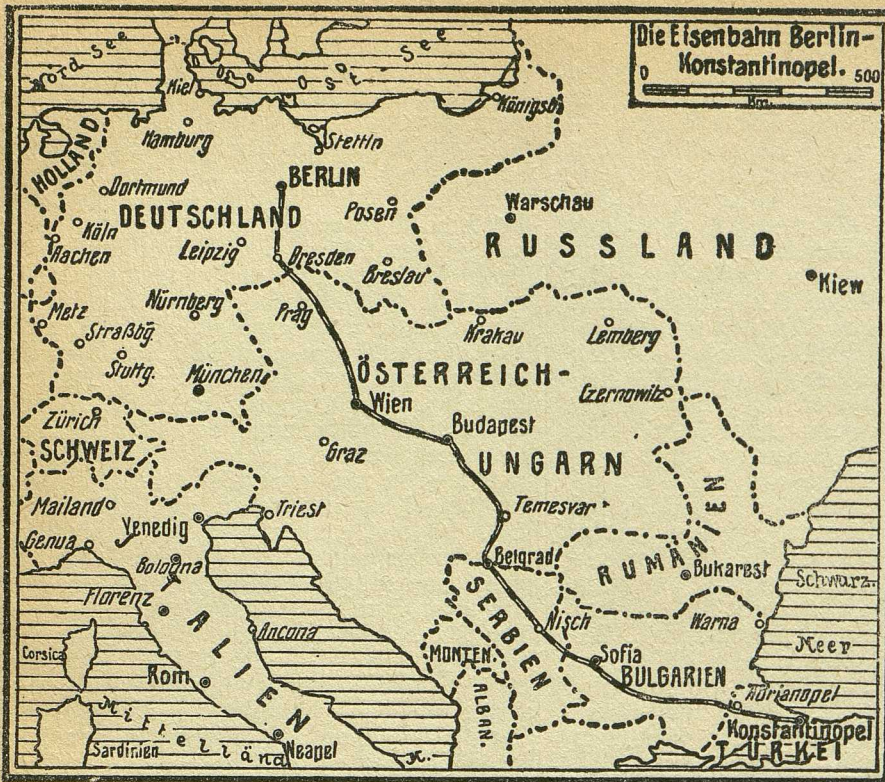 Die Eisenbahn Berlin-
Konstantinopel.
0 500
Km.
Nord See
Ost-See
Kiel
Königsb.
HOLLAND
Hamburg
Stettin
BERLIN
Dortmund
Posen
Warschau
DEUTSCHLAND
Köln
Aachen
Leipzig
Dresden
Breslau
RUSSLAND
Kiew
Metz
Nürnberg
Prag
Krakau
Lemberg
Straßbg.
Stuttg.
München
ÖSTERREICH-
Czernowitz
Wien
Zürich
Budapest
SCHWEIZ
Graz
UNGARN
Mailand
Triest
Temesvar
Venedig
Genua
Belgrad
RUMÄNIEN
Bologna
Bukarest
Schwarz.
Meer
Florenz
SERBIEN
Nisch
Warna
ITALIEN
Ancona
Corsica
MONTEN.
Sofia
BULGARIEN
Rom
ALBAN.
Adrianopel
Mittelländ
Konstantinopel
Sardinien
Neapel
K.
TÜRKEI